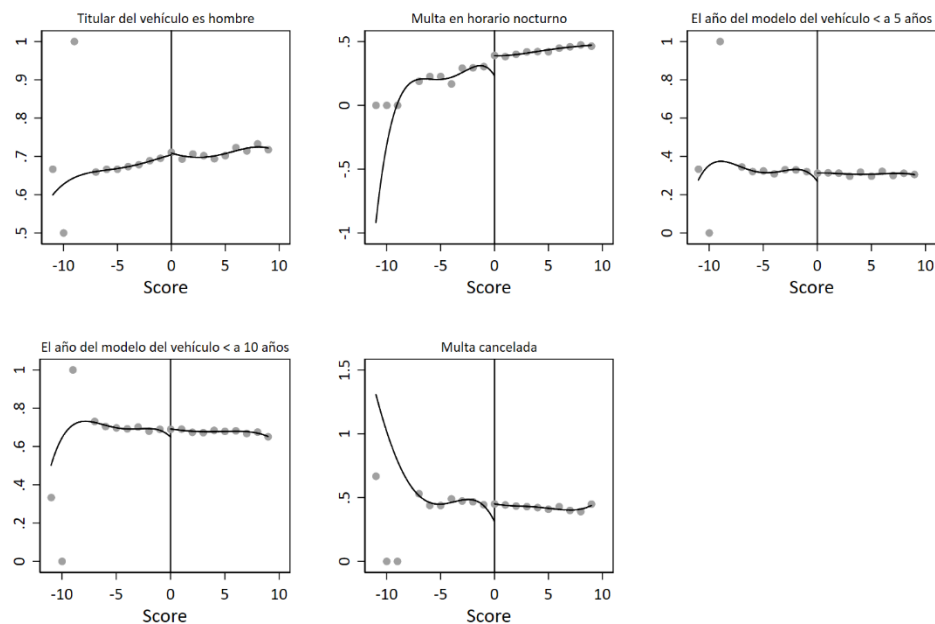 Titular del vehículo es hombre
1
.9
.8
.7
.6
.5
-10 -5 0 5 10
Score
Multa en horario nocturno
.5
0
-.5
-1
-10 -5 0 5 10
Score
El año del modelo del vehículo < a 5 años
1
.8
.6
.4
.2
0
-10 -5 0 5 10
Score
El año del modelo del vehículo < a 10 años
1
.8
.6
.4
.2
0
-10 -5 0 5 10
Score
Multa cancelada
1.5
1
.5
0
-10 -5 0 5 10
Score